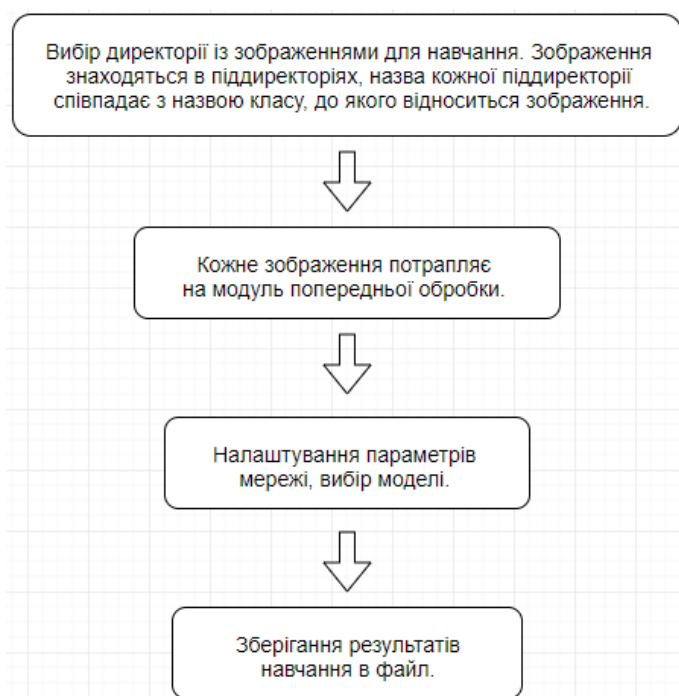 Вибір директорії із зображеннями для навчання. Зображення
знаходяться в піддиректоріях, назва кожної піддиректорії
співпадає з назвою класу, до якого відноситься зображення.
Кожне зображення потрапляє
на модуль попередньої обробки.
Налаштування параметрів
мережі, вибір моделі.
Зберігання результатів
навчання в файл.